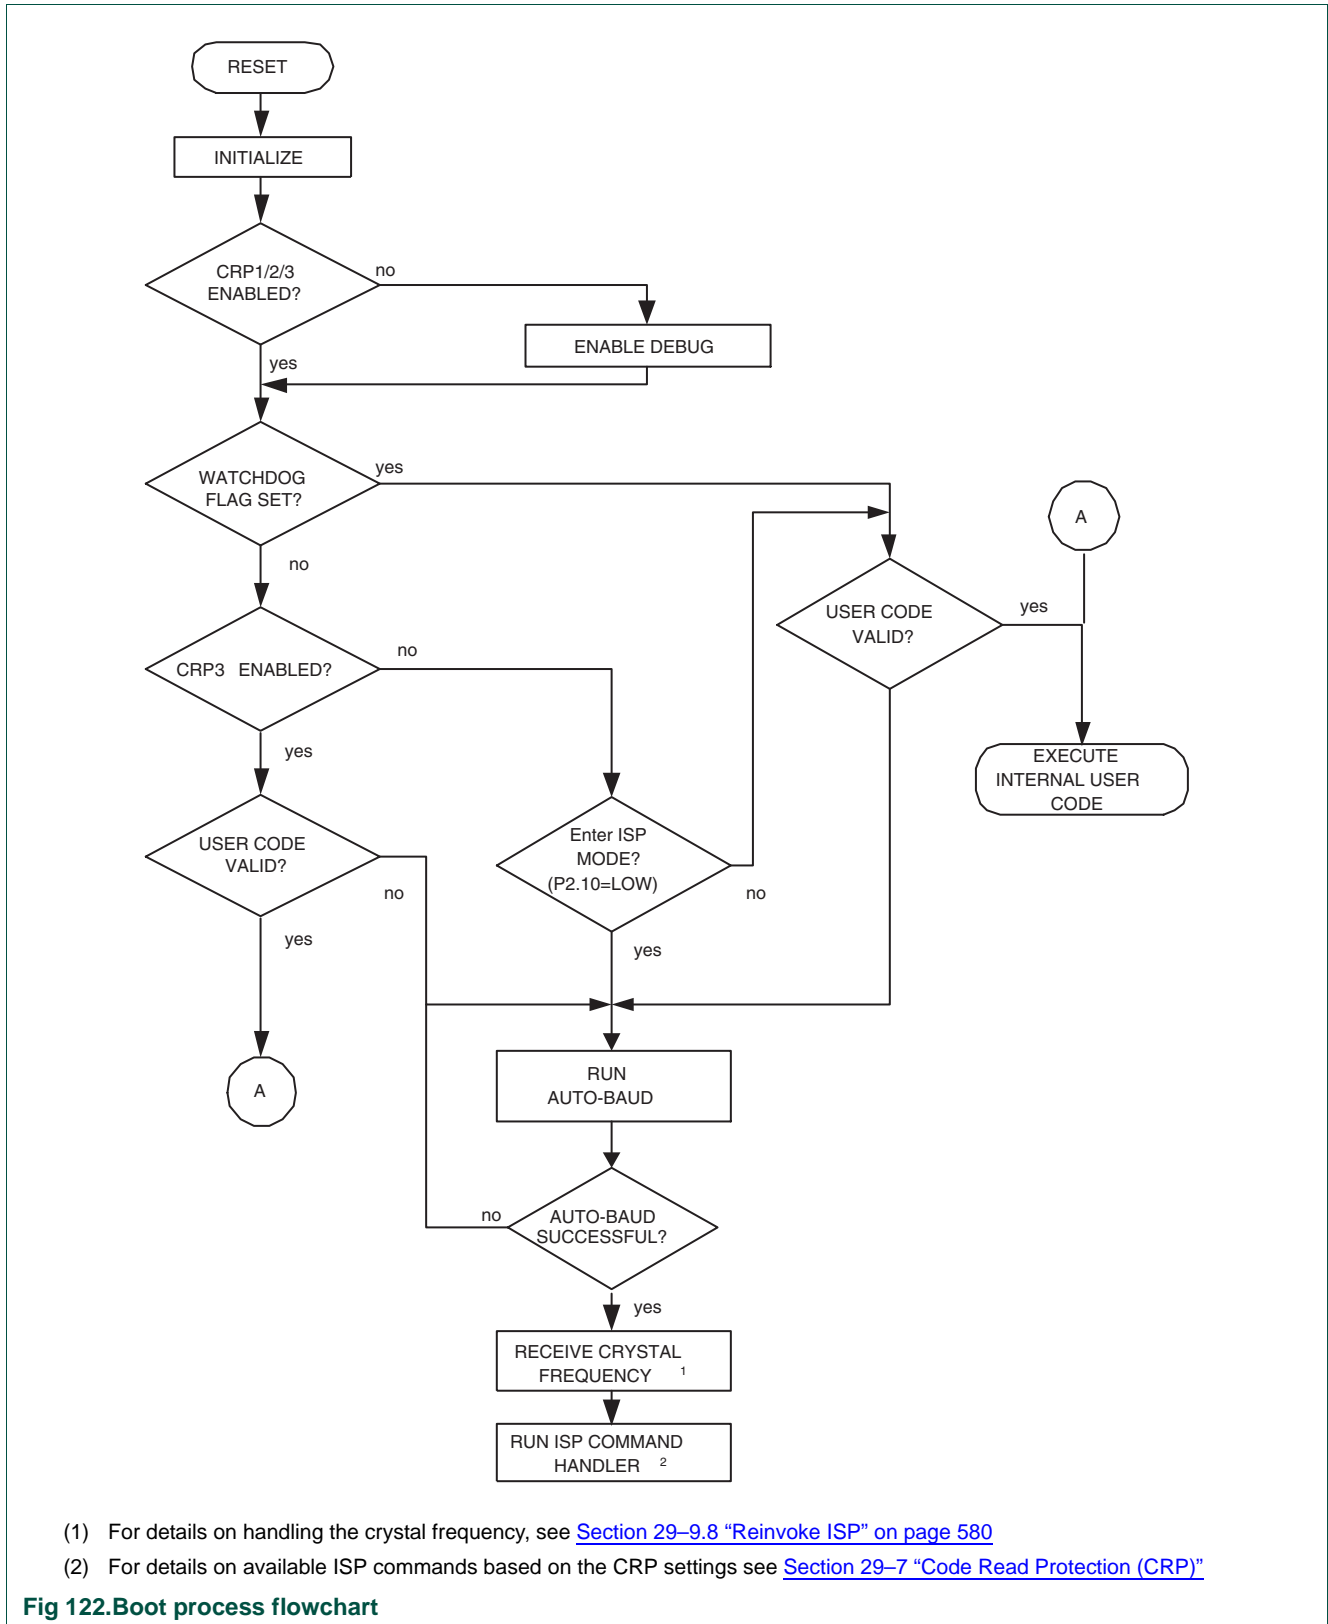 RESET
INITIALIZE
CRP1/2/3
ENABLED?
no
ENABLE DEBUG
yes
WATCHDOG
FLAG SET?
yes
A
no
USER CODE
VALID?
yes
CRP3 ENABLED?
no
yes
EXECUTE
INTERNAL USER
CODE
USER CODE
VALID?
no
Enter ISP
MODE?
(P2.10=LOW)
no
yes
yes
RUN
AUTO-BAUD
A
no
AUTO-BAUD
SUCCESSFUL?
yes
RECEIVE CRYSTAL
FREQUENCY 1
RUN ISP COMMAND
HANDLER 2
(1) For details on handling the crystal frequency, see Section 29–9.8 “Reinvoke ISP” on page 580
(2) For details on available ISP commands based on the CRP settings see Section 29–7 “Code Read Protection (CRP)”
Fig 122.Boot process flowchart